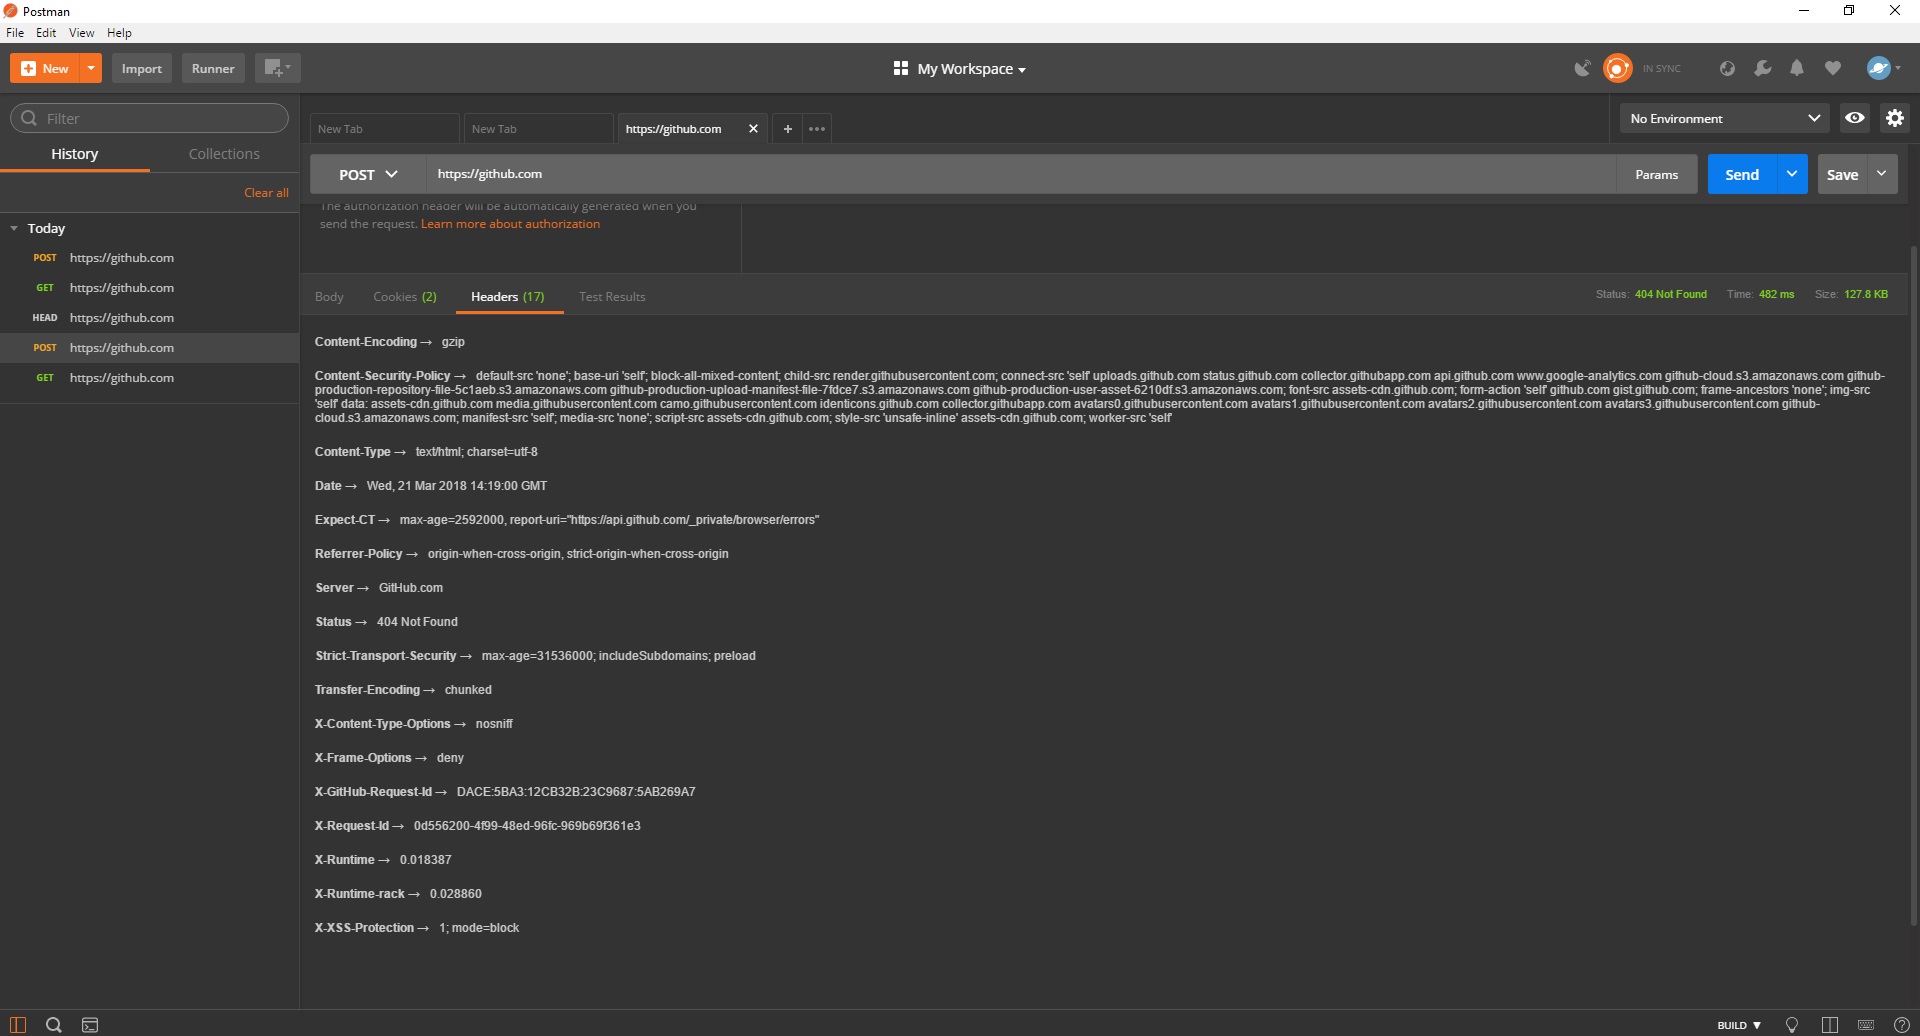 Postman
File Edit View Help
New Import Runner My Workspace IN SYNC
Filter
History Collections
Clear all
Today
POST https://github.com
GET https://github.com
HEAD https://github.com
POST https://github.com
GET https://github.com
New Tab New Tab https://github.com No Environment
POST https://github.com Params Send Save
The authorization header will be automatically generated when you
send the request. Learn more about authorization
Body Cookies (2) Headers (17) Test Results Status: 404 Not Found Time: 482 ms Size: 127.8 KB
Content-Encoding → gzip
Content-Security-Policy → default-src 'none'; base-uri 'self'; block-all-mixed-content; child-src render.githubusercontent.com; connect-src 'self' uploads.github.com status.github.com collector.githubapp.com api.github.com www.google-analytics.com github-cloud.s3.amazonaws.com github-
production-repository-file-5c1aeb.s3.amazonaws.com github-production-upload-manifest-file-7fdce7.s3.amazonaws.com github-production-user-asset-6210df.s3.amazonaws.com; font-src assets-cdn.github.com; form-action 'self' github.com gist.github.com; frame-ancestors 'none'; img-src
'self' data: assets-cdn.github.com media.githubusercontent.com camo.githubusercontent.com identicons.github.com collector.githubapp.com avatars0.githubusercontent.com avatars1.githubusercontent.com avatars2.githubusercontent.com avatars3.githubusercontent.com github-
cloud.s3.amazonaws.com; manifest-src 'self'; media-src 'none'; script-src assets-cdn.github.com; style-src 'unsafe-inline' assets-cdn.github.com; worker-src 'self'
Content-Type → text/html; charset=utf-8
Date → Wed, 21 Mar 2018 14:19:00 GMT
Expect-CT → max-age=2592000, report-uri="https://api.github.com/_private/browser/errors"
Referrer-Policy → origin-when-cross-origin, strict-origin-when-cross-origin
Server → GitHub.com
Status → 404 Not Found
Strict-Transport-Security → max-age=31536000; includeSubdomains; preload
Transfer-Encoding → chunked
X-Content-Type-Options → nosniff
X-Frame-Options → deny
X-GitHub-Request-Id → DACE:5BA3:12CB32B:23C9687:5AB269A7
X-Request-Id → 0d556200-4f99-48ed-96fc-969b69f361e3
X-Runtime → 0.018387
X-Runtime-rack → 0.028860
X-XSS-Protection → 1; mode=block
BUILD